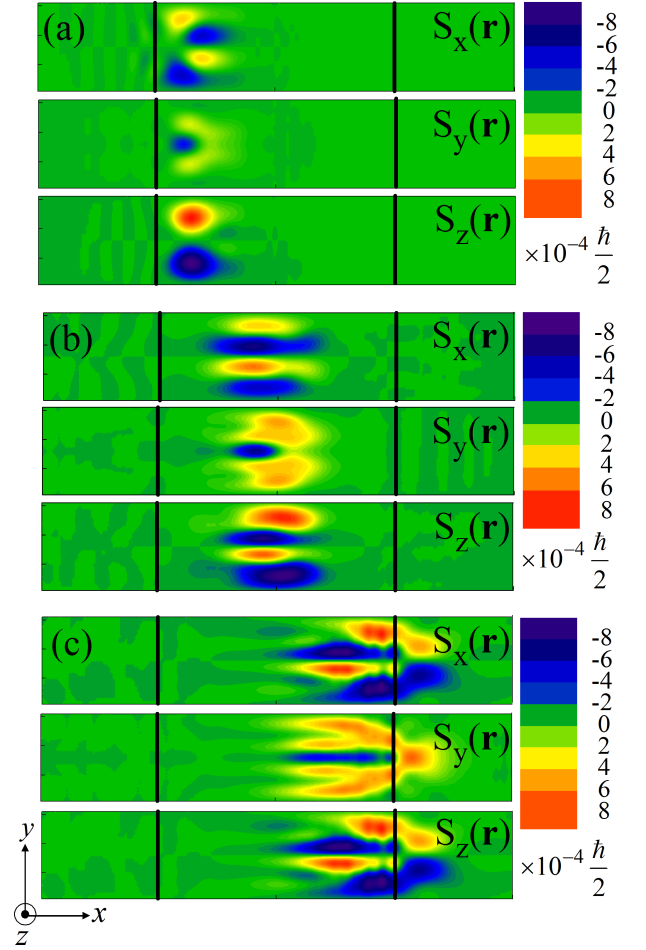 (a)
Sx(r)
Sy(r)
Sz(r)
-8
-6
-4
-2
0
2
4
6
8
×10⁻⁴ ℏ/2
(b)
Sx(r)
Sy(r)
Sz(r)
-8
-6
-4
-2
0
2
4
6
8
×10⁻⁴ ℏ/2
(c)
Sx(r)
Sy(r)
Sz(r)
-8
-6
-4
-2
0
2
4
6
8
×10⁻⁴ ℏ/2
y
x
z